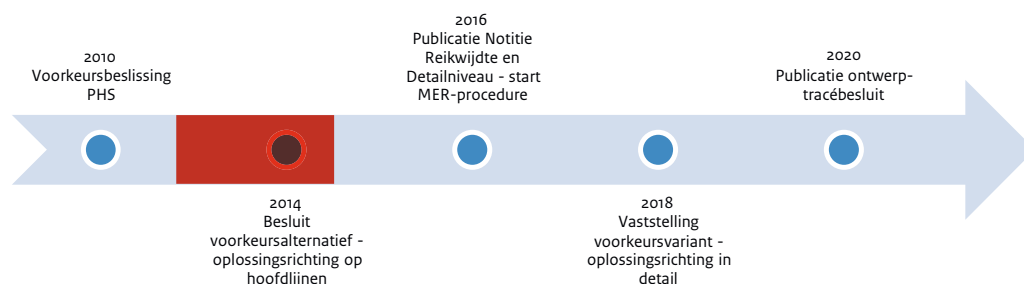 2010
Voorkeursbeslissing
PHS
2014
Besluit
voorkeursalternatief -
oplossingsrichting op
hoofdlijnen
2016
Publicatie Notitie
Reikwijdte en
Detailniveau - start
MER-procedure
2018
Vaststelling
voorkeursvariant -
oplossingsrichting in
detail
2020
Publicatie ontwerp-
tracébesluit